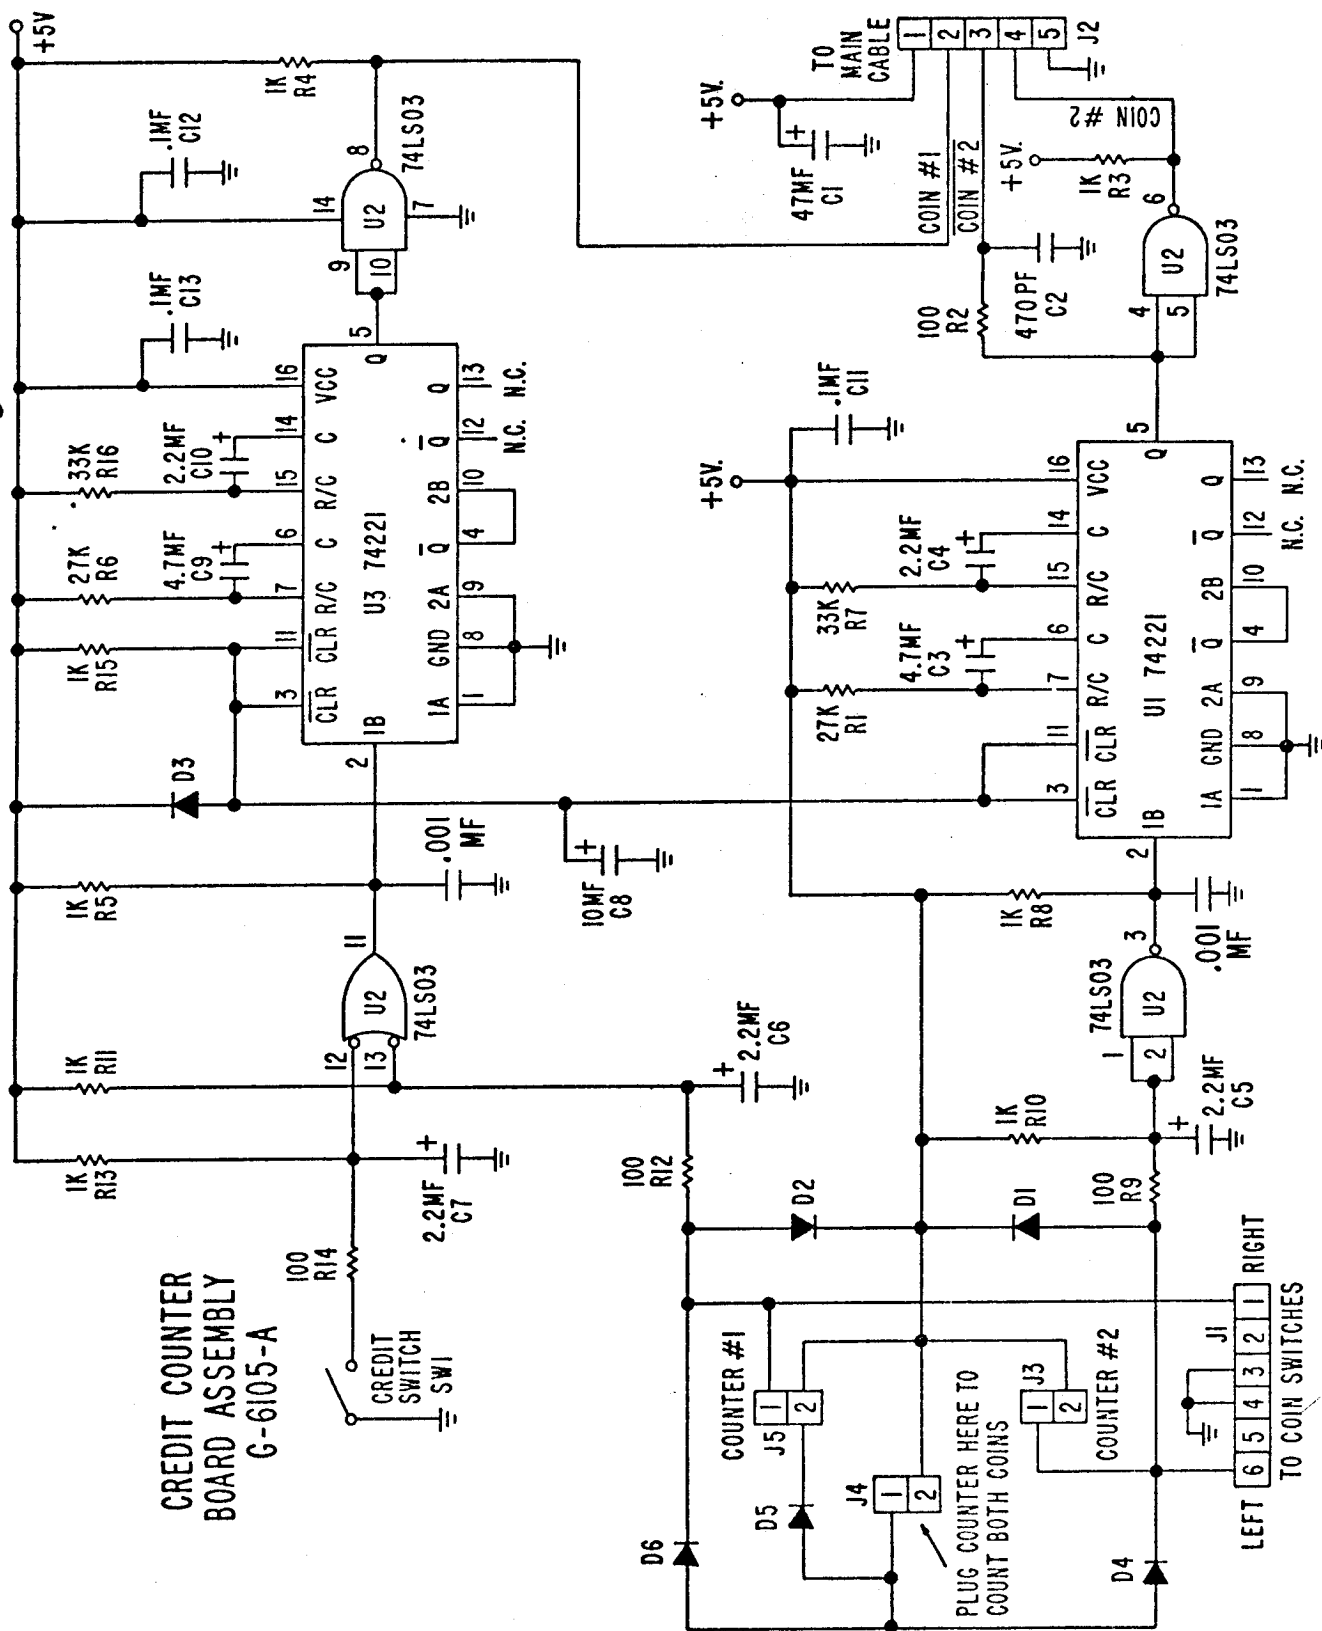 CREDIT COUNTER
BOARD ASSEMBLY
G-6105-A
+5V
1K
R13
1K
R11
1K
R5
D3
1K
R15
27K
R6
33K
R16
.1MF
C13
.1MF
C12
1K
R4
4.7MF
C9
+
2.2MF
C10
+
CREDIT
SWITCH
SW1
100
R14
2.2MF
C7
+
12
13
U2
11
74LS03
.001
MF
2
1B
3
CLR
11
CLR
7
R/C
6
C
15
R/C
14
C
16
VCC
U3 74221
Q
5
1A
GND
2A
Q
2B
Q
Q
1
8
9
4
10
12
13
N.C.
N.C.
9
10
14
U2
7
8
74LS03
10MF
C8
+
100
R12
2.2MF
C6
+
D6
D2
D1
COUNTER #1
J5
1
2
D5
J4
1
2
PLUG COUNTER HERE TO
COUNT BOTH COINS
J3
1
2
COUNTER #2
D4
LEFT
6
5
4
3
2
1
RIGHT
J1
TO COIN SWITCHES
1K
R10
100
R9
2.2MF
C5
+
1
2
U2
3
74LS03
1K
R8
.001
MF
+5V
27K
R1
33K
R7
4.7MF
C3
+
2.2MF
C4
+
.1MF
C11
2
1B
3
CLR
11
CLR
7
R/C
6
C
15
R/C
14
C
16
VCC
U1 74221
Q
5
1A
GND
2A
Q
2B
Q
Q
1
8
9
4
10
12
13
N.C.
N.C.
100
R2
470PF
C2
4
5
U2
6
74LS03
+5V.
1K
R3
COIN #1
COIN #2
COIN #2
+5V.
47MF
C1
+
TO
MAIN
CABLE
1
2
3
4
5
J2